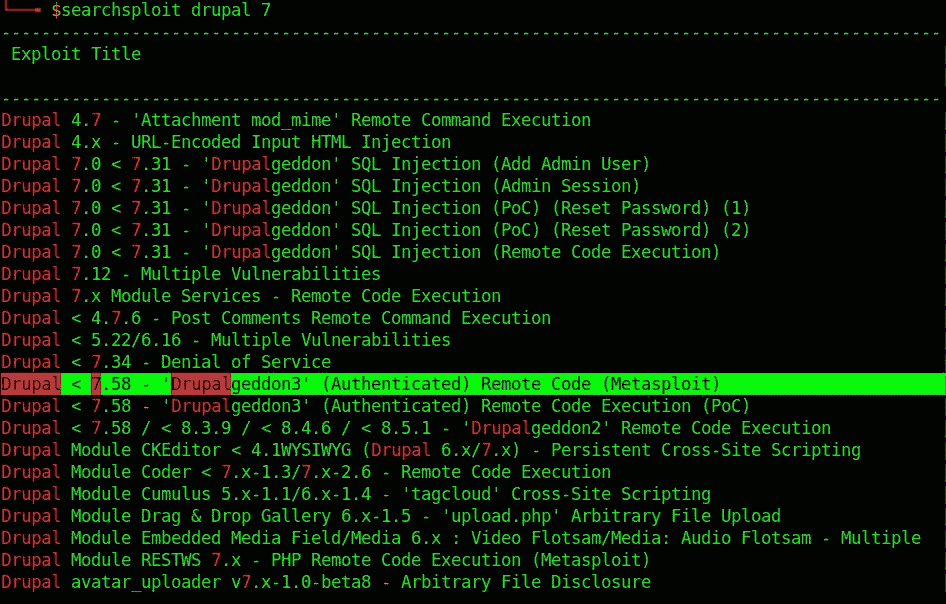 $searchsploit drupal 7
--------------------------------------------------------------------------------------------
Exploit Title
--------------------------------------------------------------------------------------------
Drupal 4.7 - 'Attachment mod_mime' Remote Command Execution
Drupal 4.x - URL-Encoded Input HTML Injection
Drupal 7.0 < 7.31 - 'Drupalgeddon' SQL Injection (Add Admin User)
Drupal 7.0 < 7.31 - 'Drupalgeddon' SQL Injection (Admin Session)
Drupal 7.0 < 7.31 - 'Drupalgeddon' SQL Injection (PoC) (Reset Password) (1)
Drupal 7.0 < 7.31 - 'Drupalgeddon' SQL Injection (PoC) (Reset Password) (2)
Drupal 7.0 < 7.31 - 'Drupalgeddon' SQL Injection (Remote Code Execution)
Drupal 7.12 - Multiple Vulnerabilities
Drupal 7.x Module Services - Remote Code Execution
Drupal < 4.7.6 - Post Comments Remote Command Execution
Drupal < 5.22/6.16 - Multiple Vulnerabilities
Drupal < 7.34 - Denial of Service
Drupal < 7.58 - 'Drupalgeddon3' (Authenticated) Remote Code (Metasploit)
Drupal < 7.58 - 'Drupalgeddon3' (Authenticated) Remote Code Execution (PoC)
Drupal < 7.58 / < 8.3.9 / < 8.4.6 / < 8.5.1 - 'Drupalgeddon2' Remote Code Execution
Drupal Module CKEditor < 4.1WYSIWYG (Drupal 6.x/7.x) - Persistent Cross-Site Scripting
Drupal Module Coder < 7.x-1.3/7.x-2.6 - Remote Code Execution
Drupal Module Cumulus 5.x-1.1/6.x-1.4 - 'tagcloud' Cross-Site Scripting
Drupal Module Drag & Drop Gallery 6.x-1.5 - 'upload.php' Arbitrary File Upload
Drupal Module Embedded Media Field/Media 6.x : Video Flotsam/Media: Audio Flotsam - Multiple
Drupal Module RESTWS 7.x - PHP Remote Code Execution (Metasploit)
Drupal avatar_uploader v7.x-1.0-beta8 - Arbitrary File Disclosure